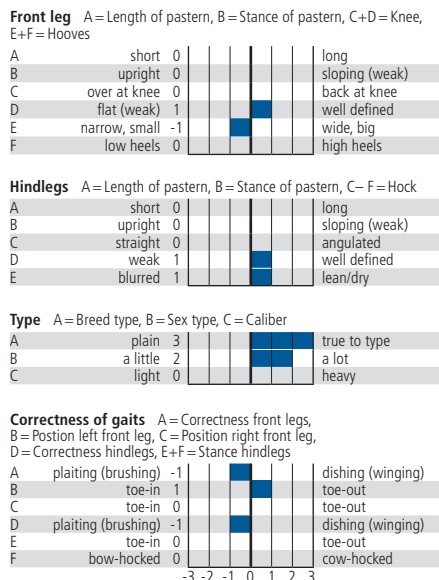 Front leg A = Length of pastern, B = Stance of pastern, C+D = Knee,
E+F = Hooves
A short 0 long
B upright 0 sloping (weak)
C over at knee 0 back at knee
D flat (weak) 1 well defined
E narrow, small -1 wide, big
F low heels 0 high heels
Hindlegs A = Length of pastern, B = Stance of pastern, C– F = Hock
A short 0 long
B upright 0 sloping (weak)
C straight 0 angulated
D weak 1 well defined
E blurred 1 lean/dry
Type A = Breed type, B = Sex type, C = Caliber
A plain 3 true to type
B a little 2 a lot
C light 0 heavy
Correctness of gaits A = Correctness front legs,
B = Postion left front leg, C = Position right front leg,
D = Correctness hindlegs, E+F = Stance hindlegs
A plaiting (brushing) -1 dishing (winging)
B toe-in 1 toe-out
C toe-in 0 toe-out
D plaiting (brushing) -1 dishing (winging)
E toe-in 0 toe-out
F bow-hocked 0 cow-hocked
-3 -2 -1 0 1 2 3